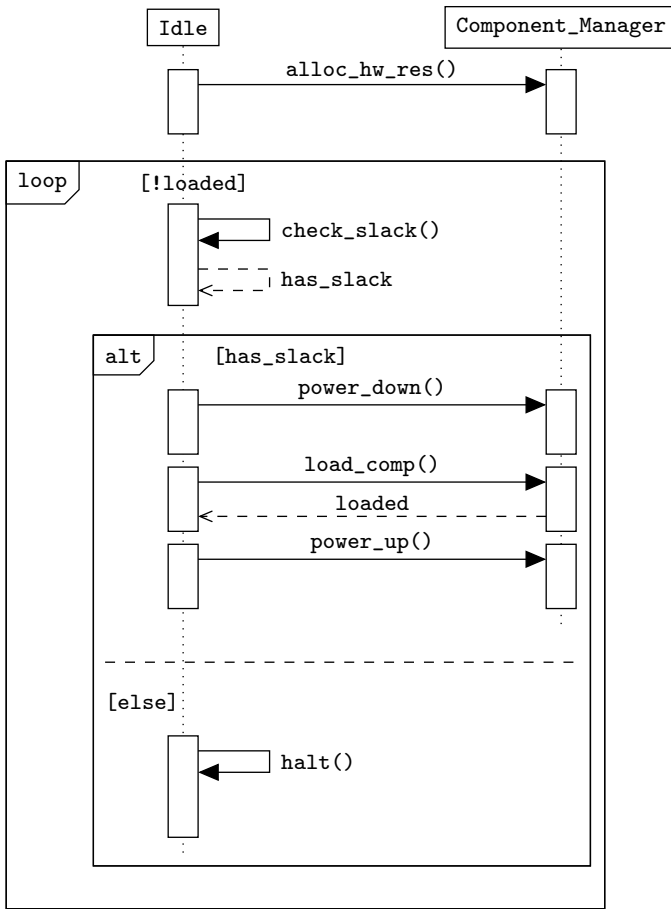 Idle
Component_Manager
alloc_hw_res()
loop
[!loaded]
check_slack()
has_slack
alt
[has_slack]
power_down()
load_comp()
loaded
power_up()
[else]
halt()